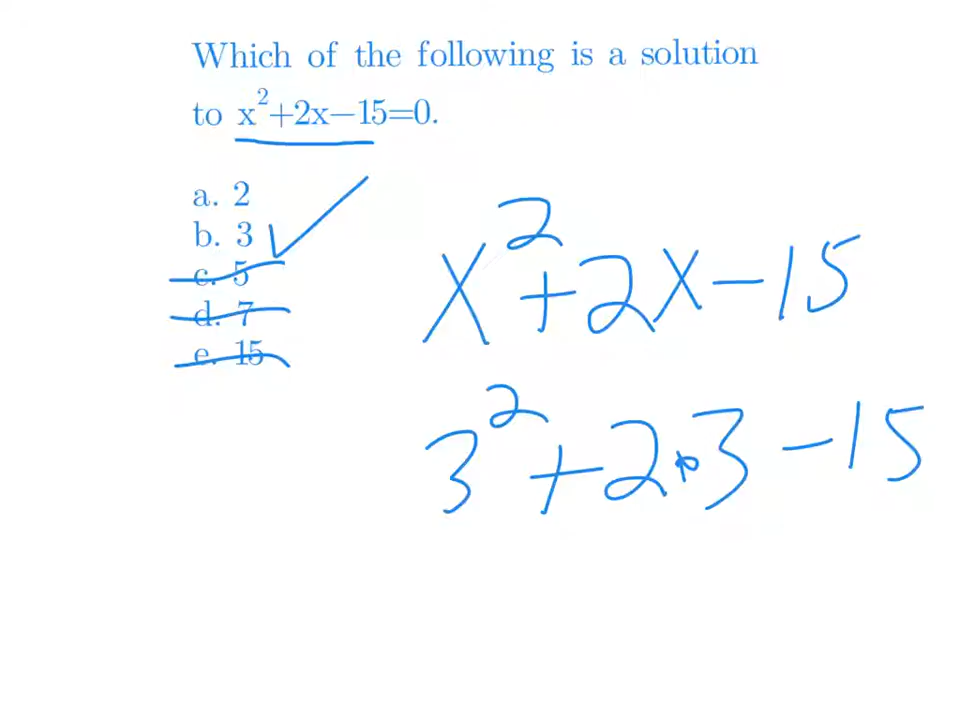 Which of the following is a solution
to x²+2x−15=0.
a. 2
b. 3
c. 5
d. 7
e. 15
x²+2x−15
3²+2·3−15